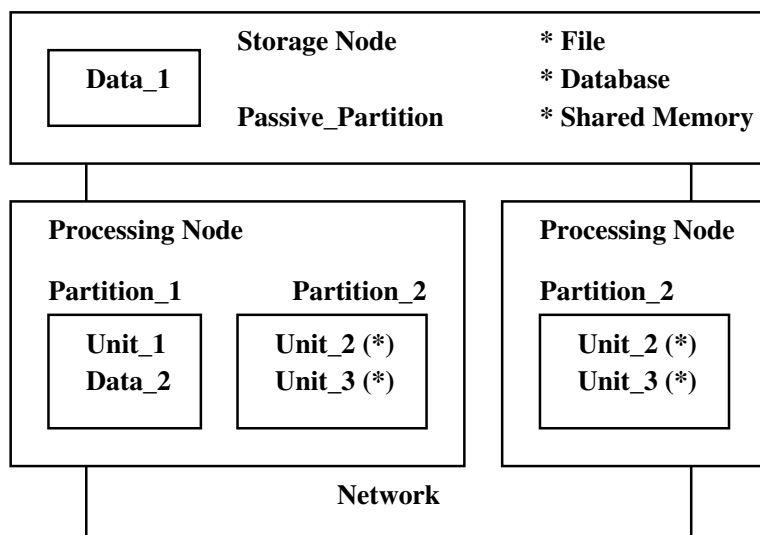 Storage Node * File
Data_1 * Database
Passive_Partition * Shared Memory
Processing Node
Partition_1 Partition_2
Unit_1 Unit_2 (*)
Data_2 Unit_3 (*)
Processing Node
Partition_2
Unit_2 (*)
Unit_3 (*)
Network